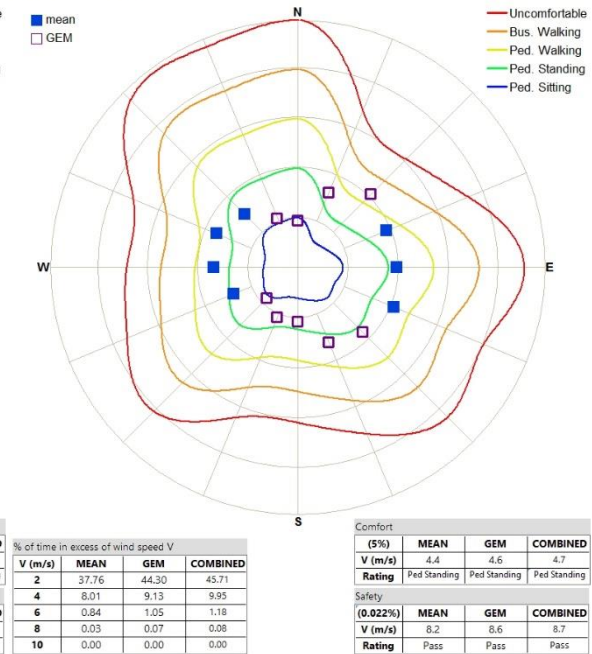 N
mean
GEM
Uncomfortable
Bus. Walking
Ped. Walking
Ped. Standing
Ped. Sitting
W
E
S
% of time in excess of wind speed V
V (m/s) MEAN GEM COMBINED
2 37.76 44.30 45.71
4 8.01 9.13 9.95
6 0.84 1.05 1.18
8 0.03 0.07 0.08
10 0.00 0.00 0.00
Comfort
(5%) MEAN GEM COMBINED
V (m/s) 4.4 4.6 4.7
Rating Ped Standing Ped Standing Ped Standing
Safety
(0.022%) MEAN GEM COMBINED
V (m/s) 8.2 8.6 8.7
Rating Pass Pass Pass